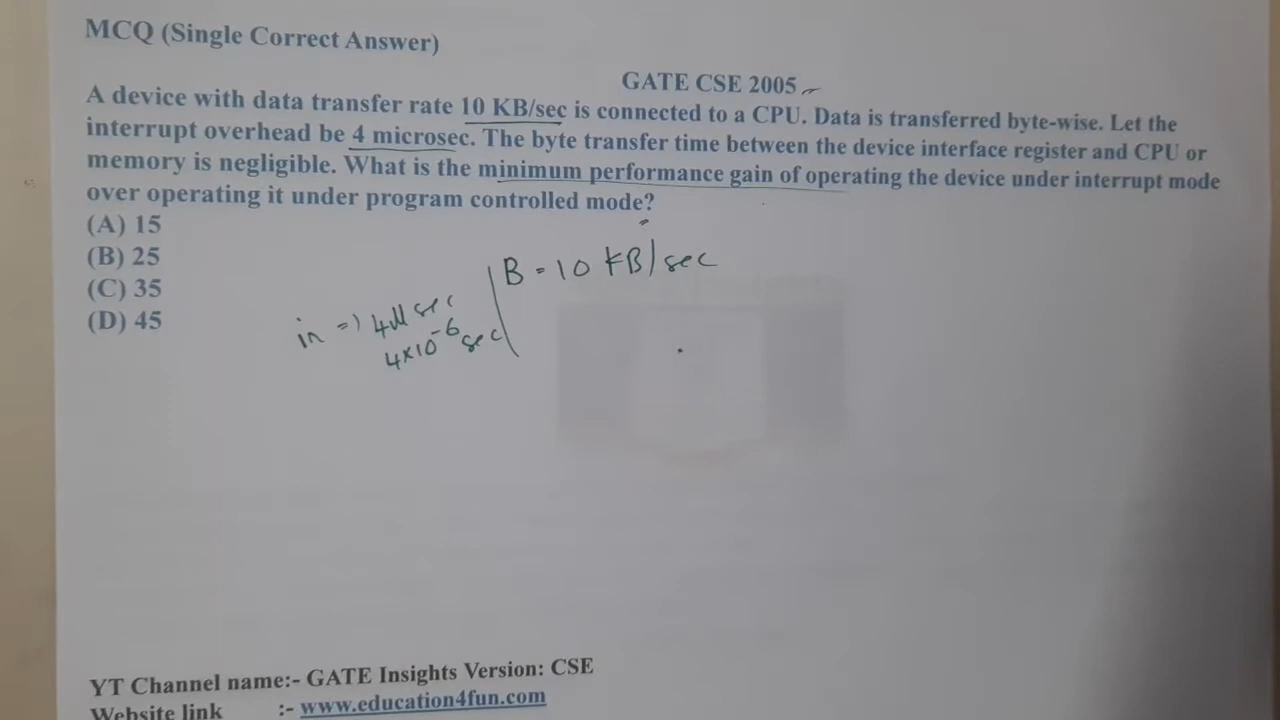 MCQ (Single Correct Answer)
GATE CSE 2005
A device with data transfer rate 10 KB/sec is connected to a CPU. Data is transferred byte-wise. Let the
interrupt overhead be 4 microsec. The byte transfer time between the device interface register and CPU or
memory is negligible. What is the minimum performance gain of operating the device under interrupt mode
over operating it under program controlled mode?
(A) 15
(B) 25
(C) 35
(D) 45
B = 10 KB/sec
in => 4μsec
4×10⁻⁶ sec
YT Channel name:- GATE Insights Version: CSE
Website link :- www.education4fun.com